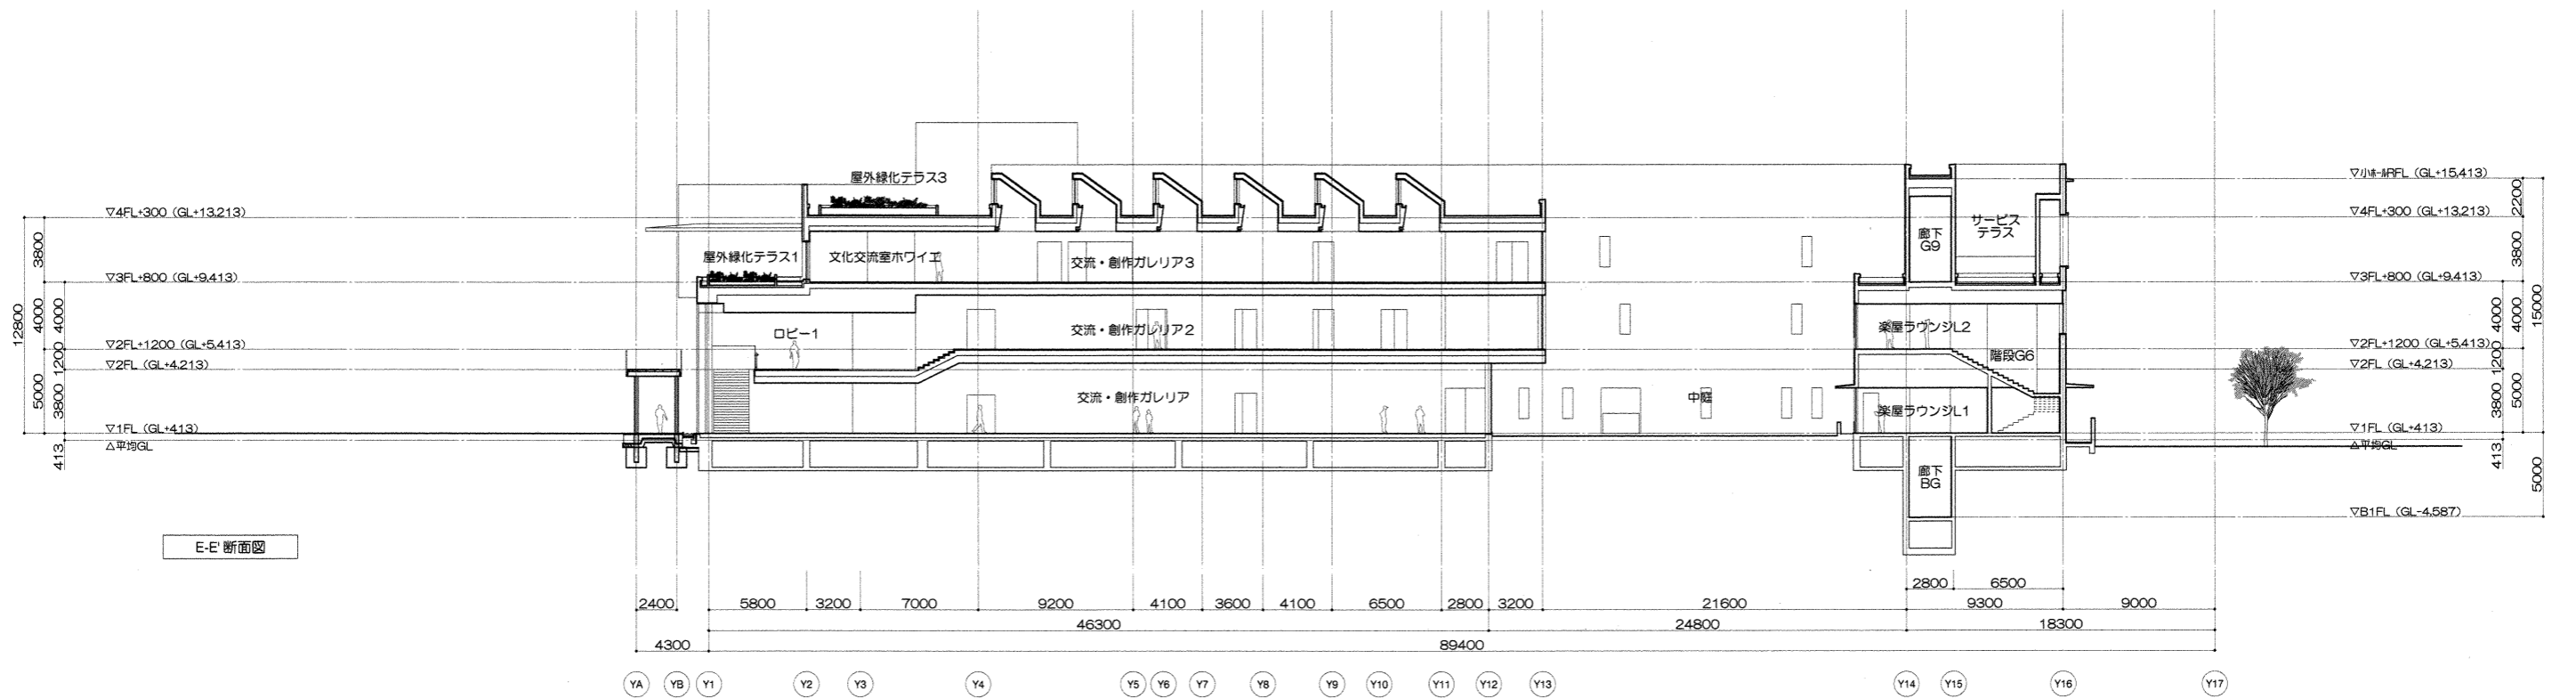 屋外緑化テラス3
▽小ホールRFL（GL+15,413）
▽4FL+300（GL+13,213）
▽4FL+300（GL+13,213）
サービス
テラス
廊下
G9
屋外緑化テラス1
文化交流室ホワイエ
交流・創作ガレリア3
▽3FL+800（GL+9,413）
▽3FL+800（GL+9,413）
ロビー1
交流・創作ガレリア2
楽屋ラウンジL2
階段G6
▽2FL+1200（GL+5,413）
▽2FL+1200（GL+5,413）
▽2FL（GL+4,213）
▽2FL（GL+4,213）
交流・創作ガレリア
中庭
楽屋ラウンジL1
▽1FL（GL+413）
▽1FL（GL+413）
△平均GL
△平均GL
廊下
BG
▽B1FL（GL-4,587）
12800
3800
4000
5000
4000
1200
3800
413
2200
3800
4000
1200
3800
413
4000
5000
15000
5000
E-E' 断面図
2800 6500
2400 5800 3200 7000 9200 4100 3600 4100 6500 2800 3200 21600 9300 9000
46300 24800 18300
4300 89400
YA YB Y1 Y2 Y3 Y4 Y5 Y6 Y7 Y8 Y9 Y10 Y11 Y12 Y13 Y14 Y15 Y16 Y17